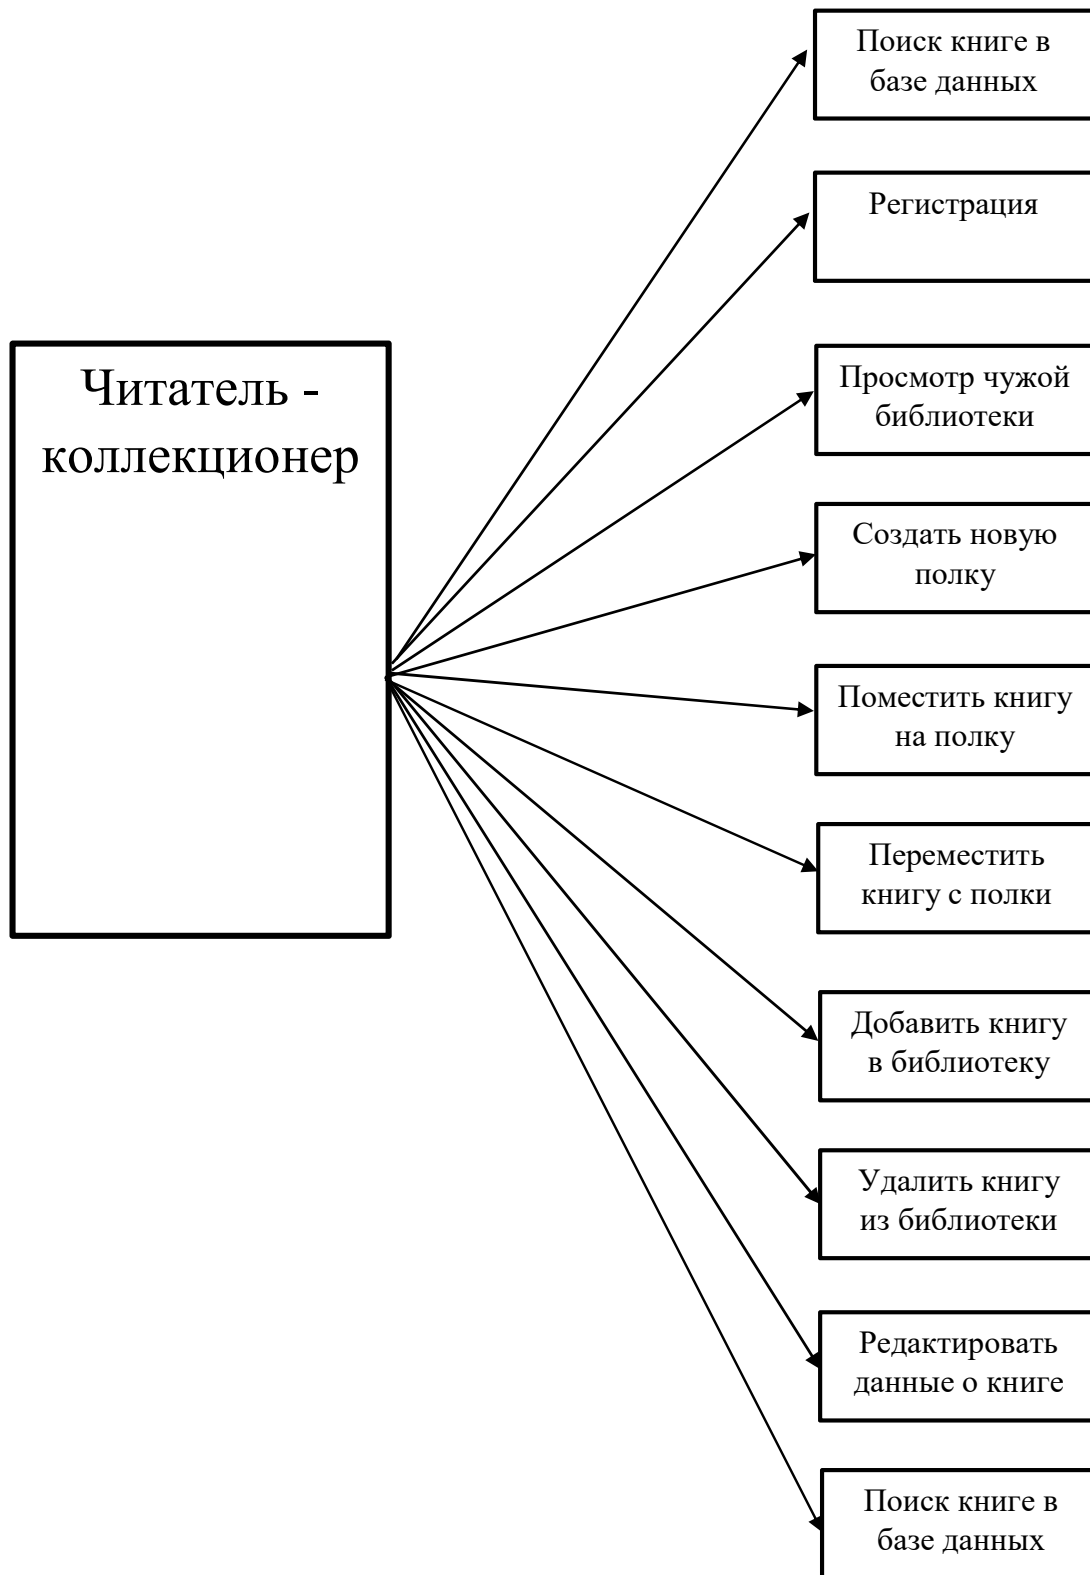 Поиск книге в
базе данных
Регистрация
Читатель -
коллекционер
Просмотр чужой
библиотеки
Создать новую
полку
Поместить книгу
на полку
Переместить
книгу с полки
Добавить книгу
в библиотеку
Удалить книгу
из библиотеки
Редактировать
данные о книге
Поиск книге в
базе данных